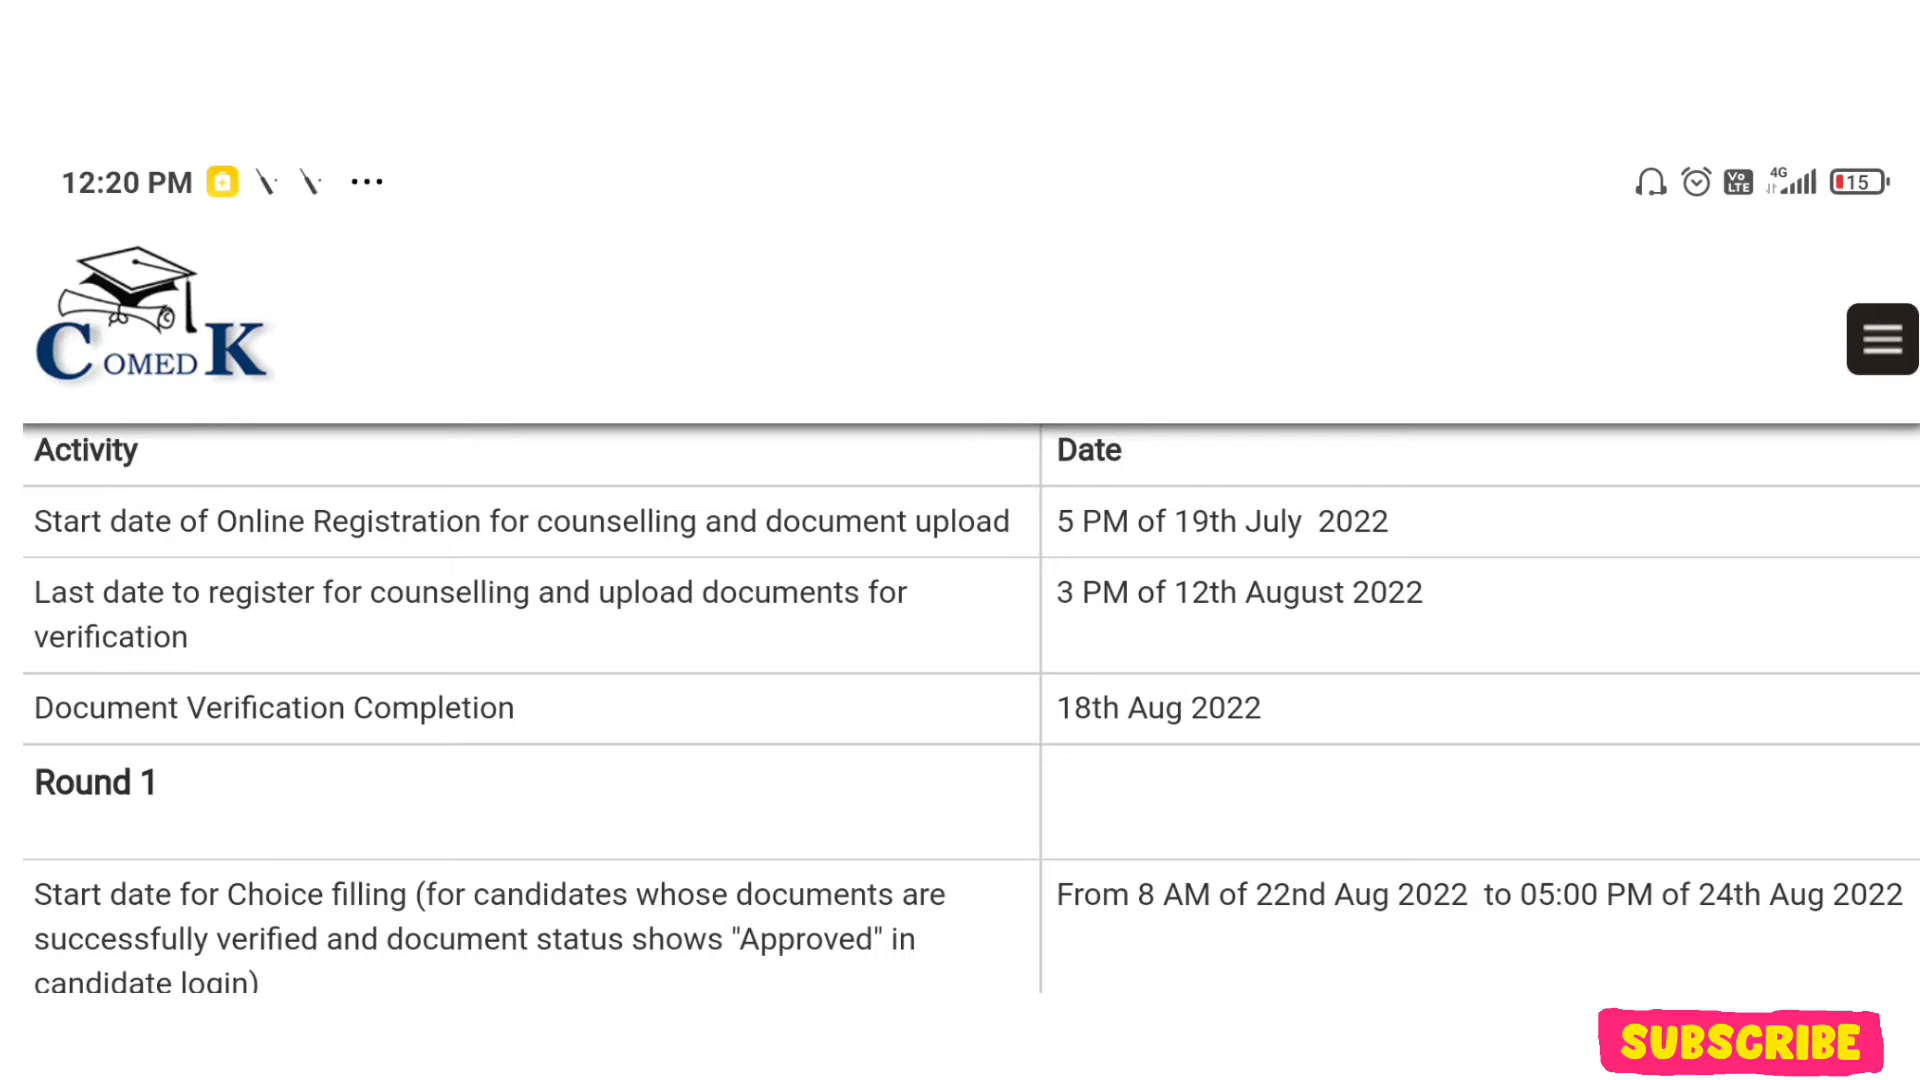 12:20 PM
Vo LTE
4G
15
COMEDK
Activity
Date
Start date of Online Registration for counselling and document upload
5 PM of 19th July 2022
Last date to register for counselling and upload documents for
verification
3 PM of 12th August 2022
Document Verification Completion
18th Aug 2022
Round 1
Start date for Choice filling (for candidates whose documents are
successfully verified and document status shows "Approved" in
candidate login)
From 8 AM of 22nd Aug 2022 to 05:00 PM of 24th Aug 2022
SUBSCRIBE